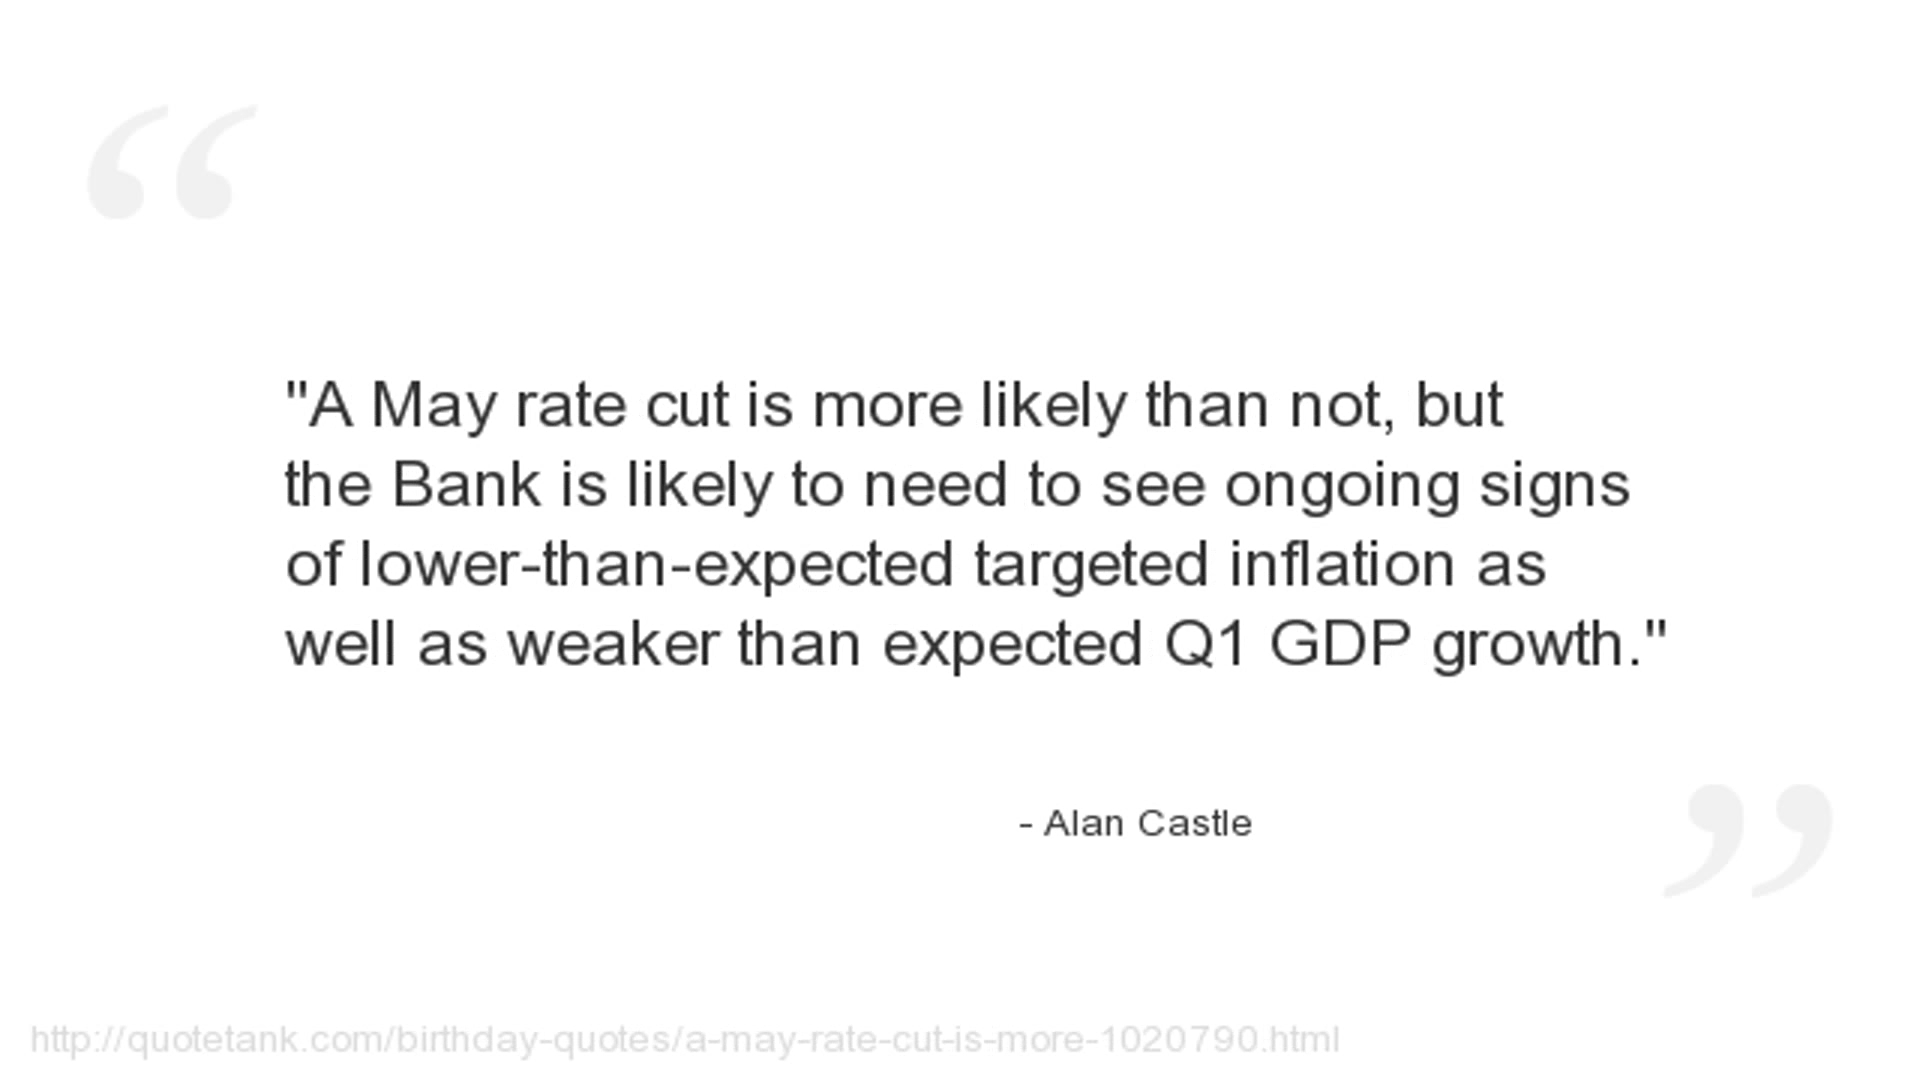 "A May rate cut is more likely than not, but
the Bank is likely to need to see ongoing signs
of lower-than-expected targeted inflation as
well as weaker than expected Q1 GDP growth."
- Alan Castle
http://quotetank.com/birthday-quotes/a-may-rate-cut-is-more-1020790.html